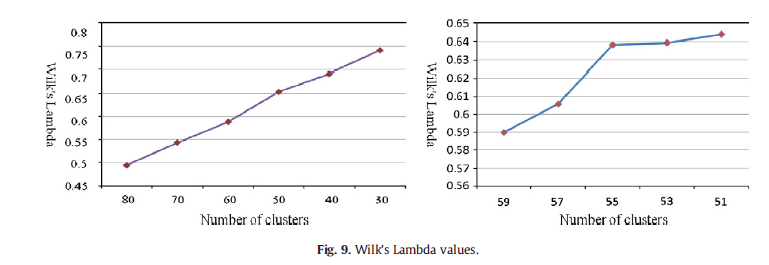 0.8
0.75
0.7
0.65
0.6
0.55
0.5
0.45
Wilk's Lambda
80 70 60 50 40 30
Number of clusters
0.65
0.64
0.63
0.62
0.61
0.6
0.59
0.58
0.57
0.56
Wilk's Lambda
59 57 55 53 51
Number of clusters
Fig. 9. Wilk's Lambda values.